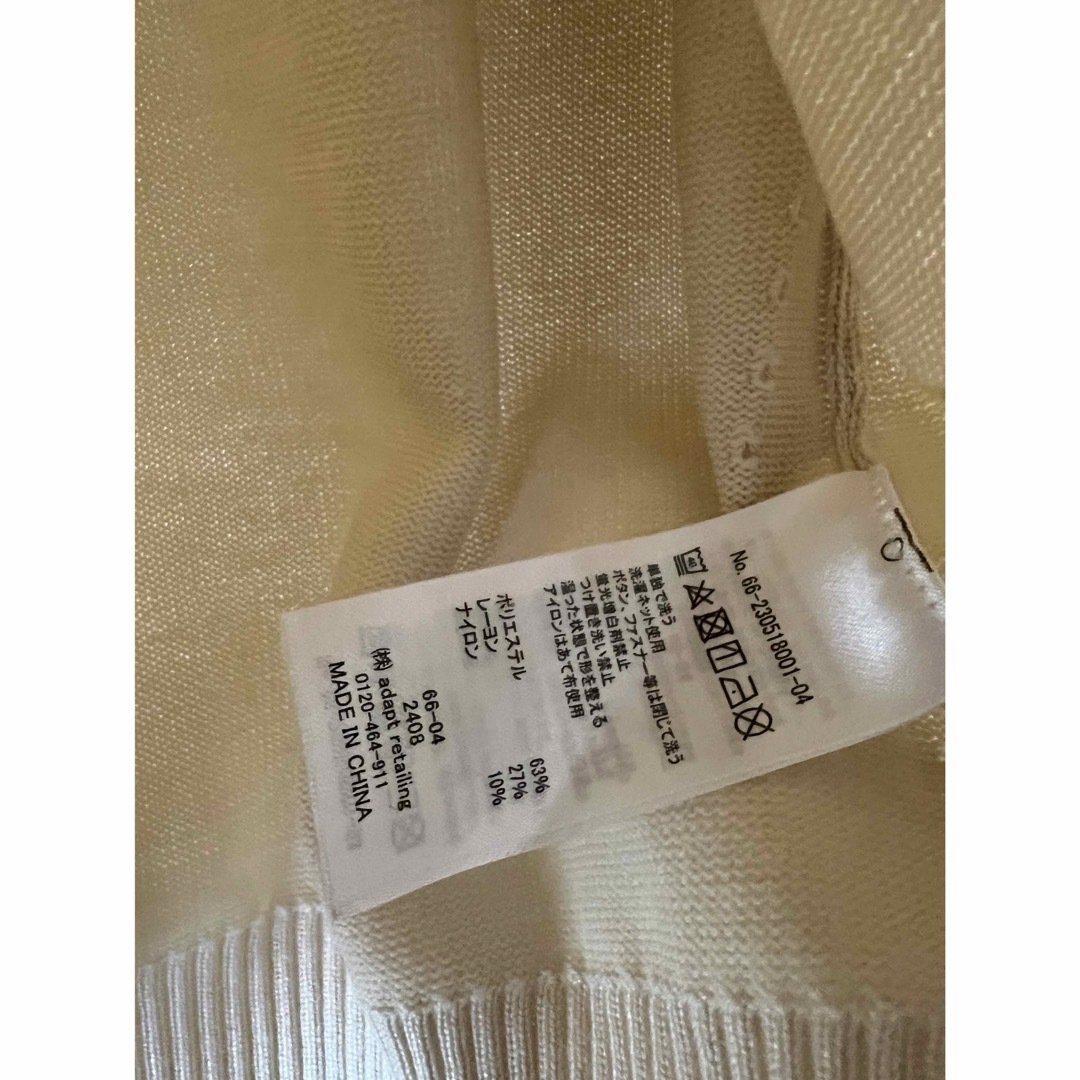 No. 66-230518001-04
40
単独で洗う
洗濯ネット使用
ボタン、ファスナー等は閉じて洗う
蛍光増白剤禁止
つけ置き洗い禁止
湿った状態で形を整える
アイロンはあて布使用
ポリエステル 63%
レーヨン 27%
ナイロン 10%
66-04
2408
(株) adapt retailing
0120-464-911
MADE IN CHINA